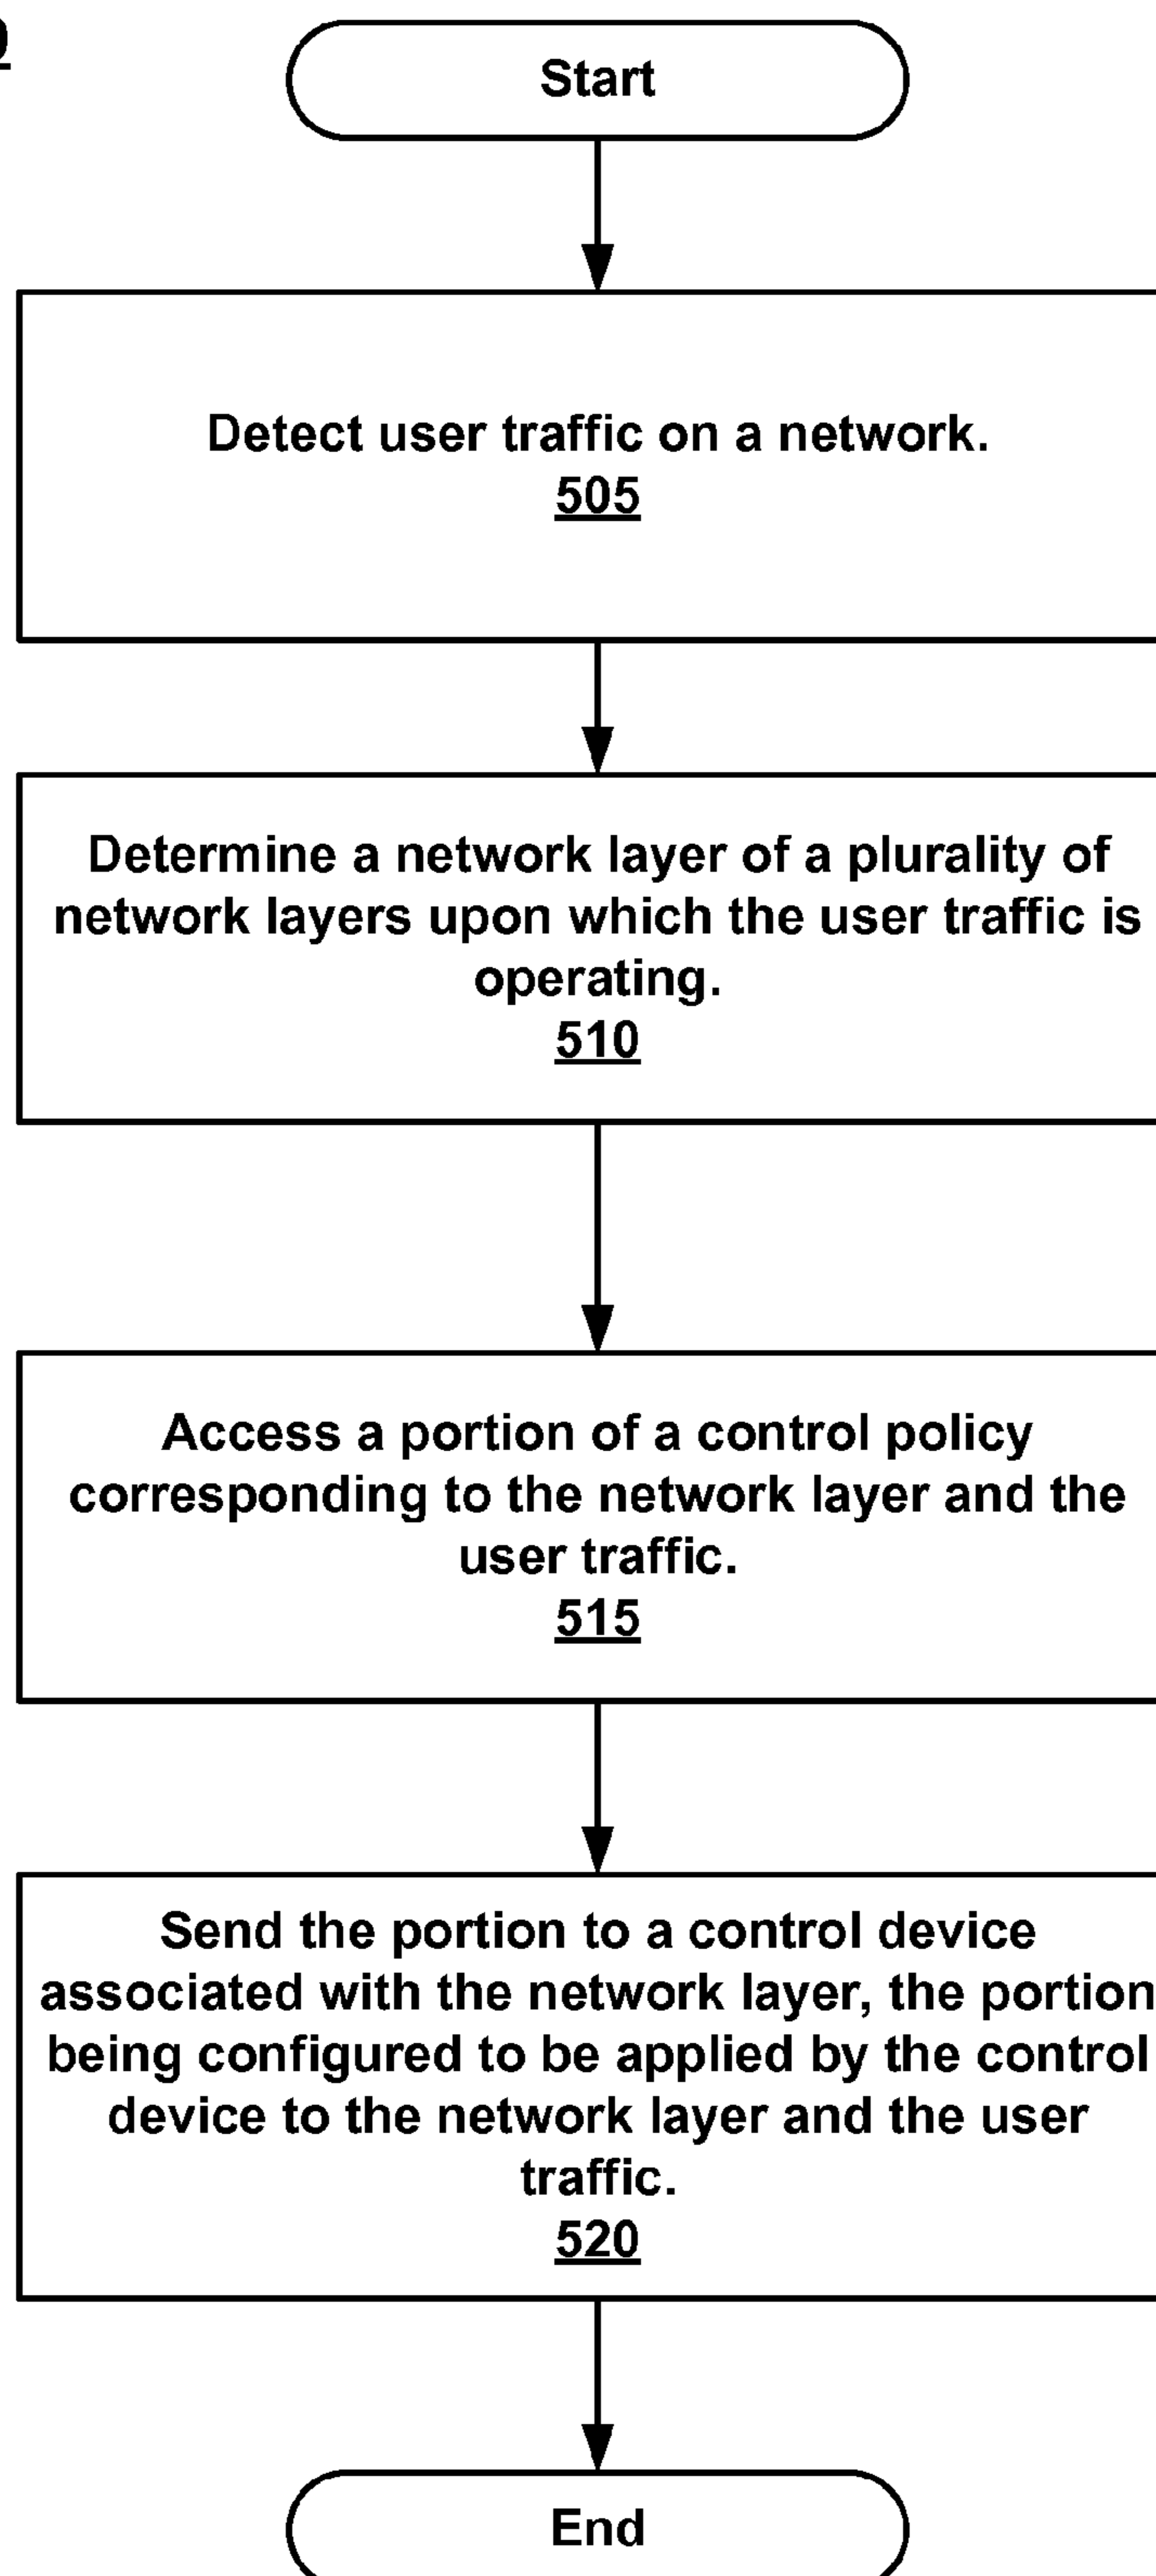 Start
Detect user traffic on a network.
505
Determine a network layer of a plurality of
network layers upon which the user traffic is
operating.
510
Access a portion of a control policy
corresponding to the network layer and the
user traffic.
515
Send the portion to a control device
associated with the network layer, the portion
being configured to be applied by the control
device to the network layer and the user
traffic.
520
End